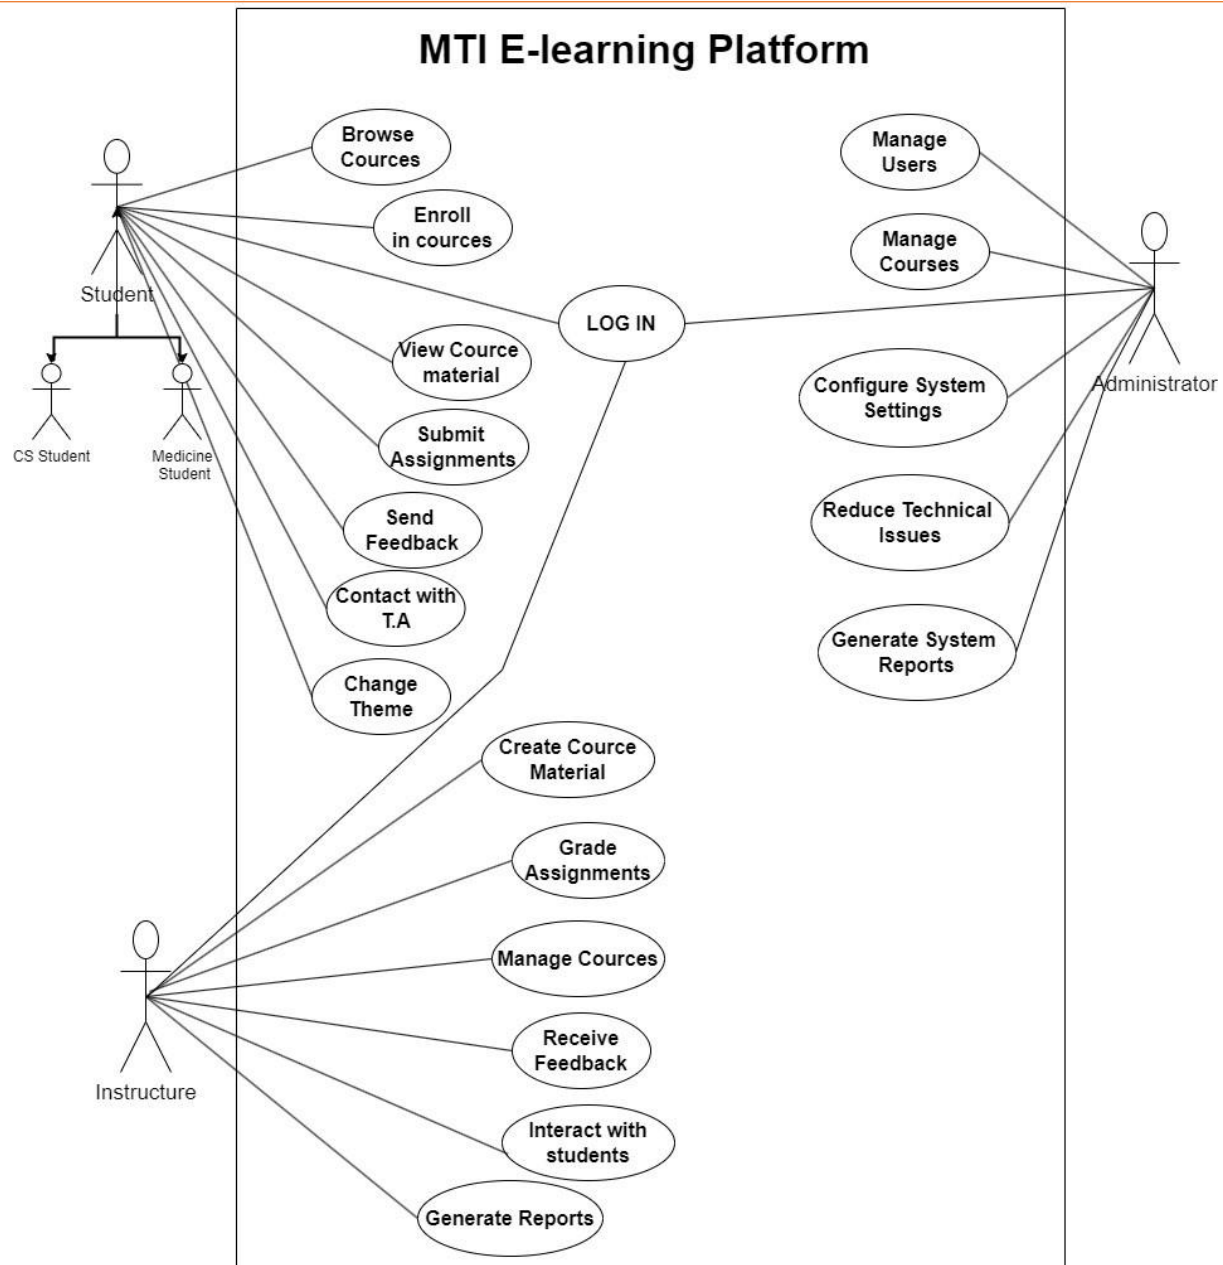 MTI E-learning Platform
Browse
Cources
Enroll
in cources
Student
LOG IN
View Cource
material
Submit
Assignments
CS Student
Medicine
Student
Send
Feedback
Contact with
T.A
Change
Theme
Manage
Users
Manage
Courses
Administrator
Configure System
Settings
Reduce Technical
Issues
Generate System
Reports
Create Cource
Material
Grade
Assignments
Manage Cources
Receive
Feedback
Instructure
Interact with
students
Generate Reports